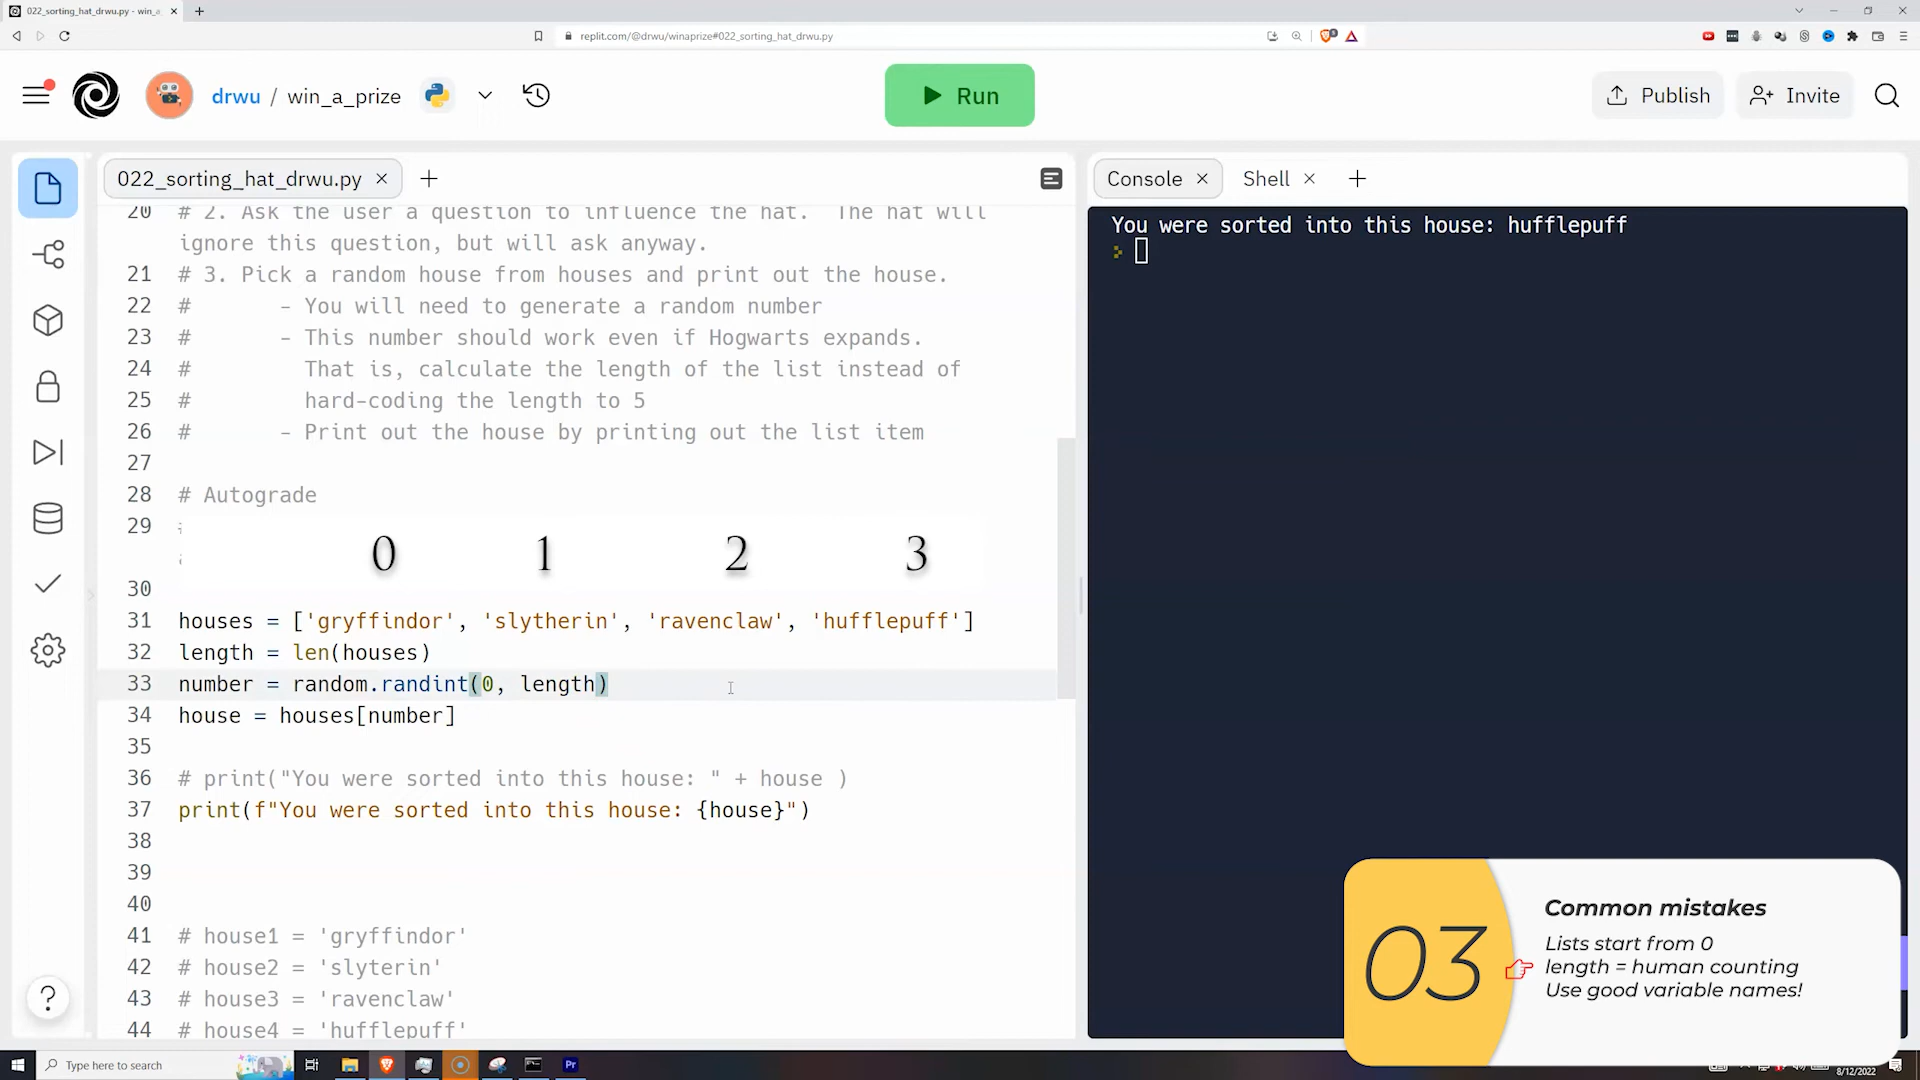 022_sorting_hat_drwu.py - win_a
replit.com/@drwu/winaprize#022_sorting_hat_drwu.py
drwu / win_a_prize
Run
Publish
Invite
022_sorting_hat_drwu.py
20 # 2. Ask the user a question to influence the hat.  The hat will
ignore this question, but will ask anyway.
21 # 3. Pick a random house from houses and print out the house.
22 #       - You will need to generate a random number
23 #       - This number should work even if Hogwarts expands.
24 #         That is, calculate the length of the list instead of
25 #         hard-coding the length to 5
26 #       - Print out the house by printing out the list item
27
28 # Autograde
29
0 1 2 3
30
31 houses = ['gryffindor', 'slytherin', 'ravenclaw', 'hufflepuff']
32 length = len(houses)
33 number = random.randint(0, length)
34 house = houses[number]
35
36 # print("You were sorted into this house: " + house )
37 print(f"You were sorted into this house: {house}")
38
39
40
41 # house1 = 'gryffindor'
42 # house2 = 'slyterin'
43 # house3 = 'ravenclaw'
44 # house4 = 'hufflepuff'
Console
Shell
You were sorted into this house: hufflepuff
03
Common mistakes
Lists start from 0
length = human counting
Use good variable names!
?
Type here to search
Pr
8/12/2022